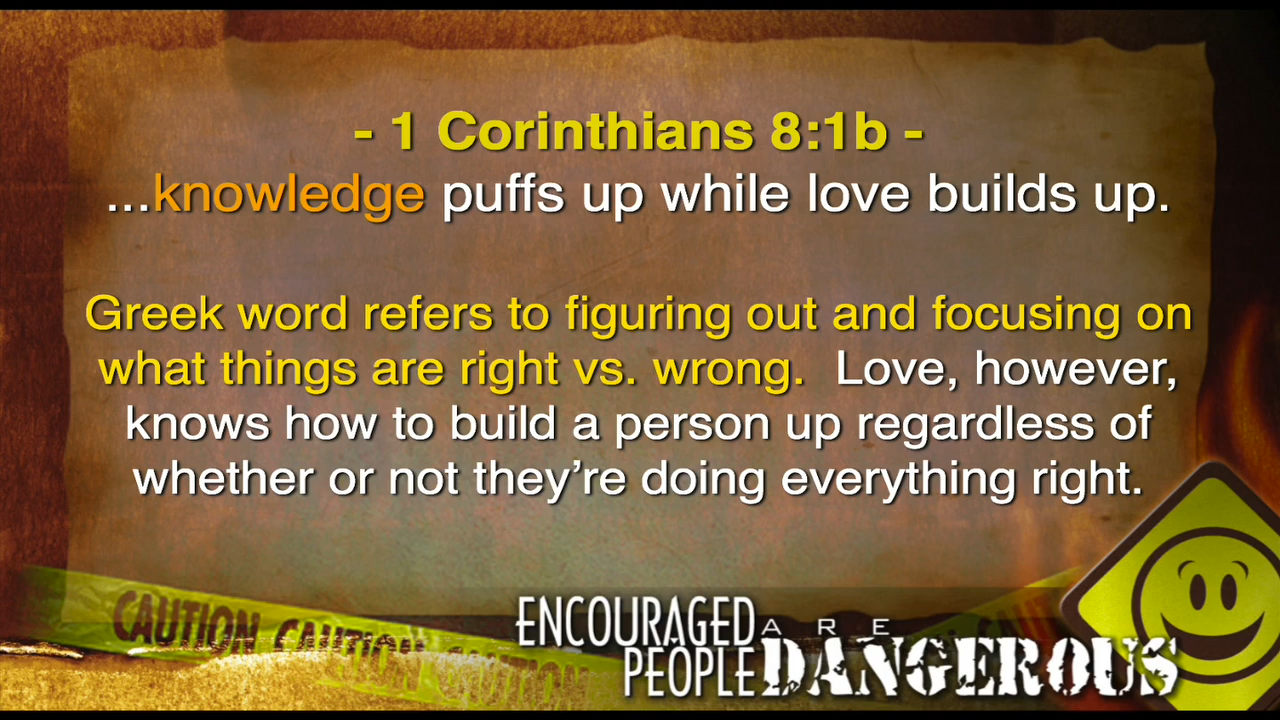 - 1 Corinthians 8:1b -
...knowledge puffs up while love builds up.
Greek word refers to figuring out and focusing on
what things are right vs. wrong.  Love, however,
knows how to build a person up regardless of
whether or not they’re doing everything right.
CAUTION CAUTION CAUTION
ENCOURAGED ARE
PEOPLE DANGEROUS